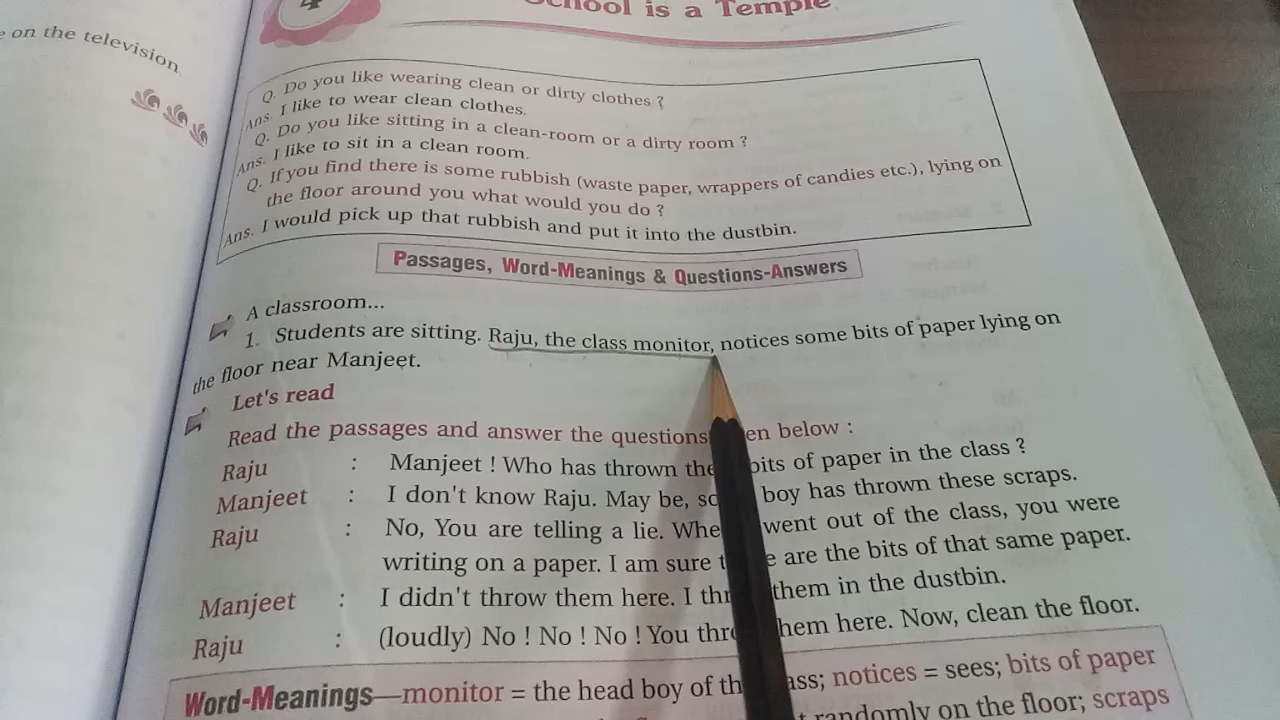 e on the television
4
School is a Temple
Q. Do you like wearing clean or dirty clothes ?
Ans. I like to wear clean clothes.
Q. Do you like sitting in a clean-room or a dirty room ?
Ans. I like to sit in a clean room.
Q. If you find there is some rubbish (waste paper, wrappers of candies etc.), lying on
the floor around you what would you do ?
Ans. I would pick up that rubbish and put it into the dustbin.
Passages, Word-Meanings & Questions-Answers
A classroom...
1. Students are sitting. Raju, the class monitor, notices some bits of paper lying on
the floor near Manjeet.
Let's read
Read the passages and answer the questions en below :
Raju : Manjeet ! Who has thrown the bits of paper in the class ?
Manjeet : I don't know Raju. May be, so boy has thrown these scraps.
Raju : No, You are telling a lie. Whe went out of the class, you were
writing on a paper. I am sure t e are the bits of that same paper.
Manjeet : I didn't throw them here. I thr them in the dustbin.
Raju : (loudly) No ! No ! No ! You thre hem here. Now, clean the floor.
Word-Meanings—monitor = the head boy of th ass; notices = sees; bits of paper
randomly on the floor; scraps